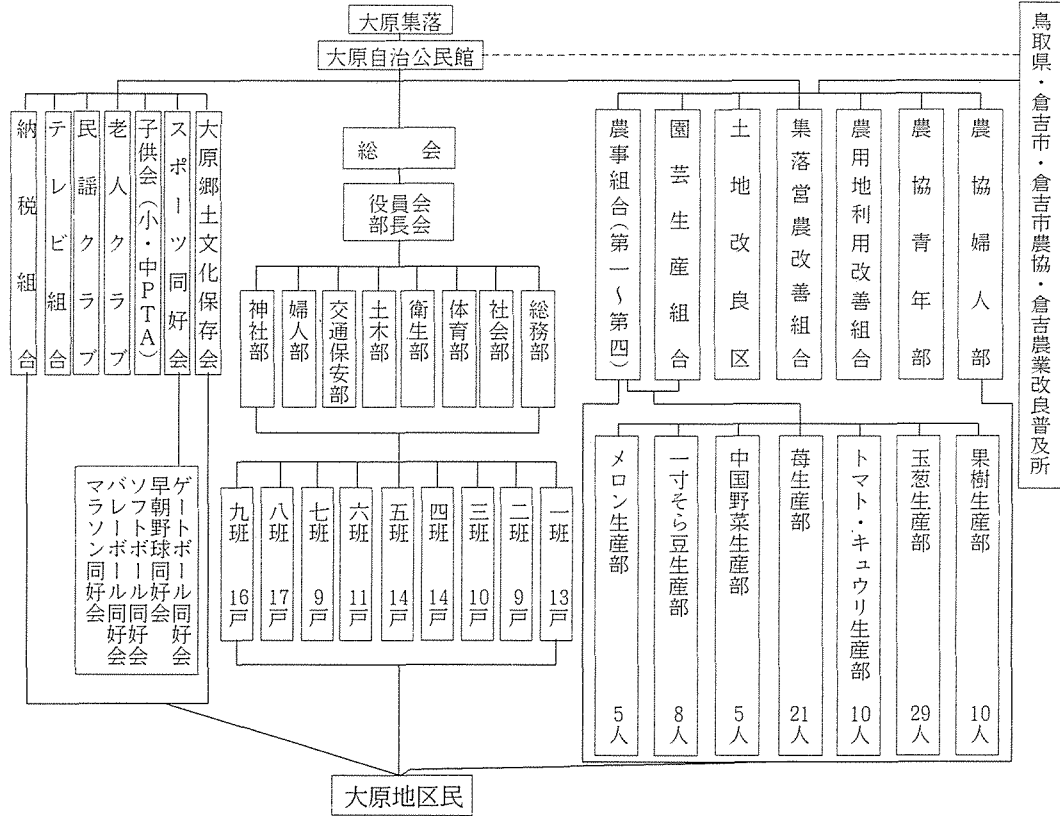 大原集落
大原自治公民館
鳥取県・倉吉市・倉吉市農協・倉吉農業改良普及所
農協婦人部
農協青年部
農用地利用改善組合
集落営農改善組合
土地改良区
園芸生産組合
農事組合(第一〜第四)
総会
役員会
部長会
大原郷土文化保存会
スポーツ同好会
子供会(小・中PTA)
老人クラブ
民謡クラブ
テレビ組合
納税組合
総務部
社会部
体育部
衛生部
土木部
交通保安部
婦人部
神社部
果樹生産部 10人
玉葱生産部 29人
トマト・キュウリ生産部 10人
苺生産部 21人
中国野菜生産部 5人
一寸そら豆生産部 8人
メロン生産部 5人
一班 13戸
二班 9戸
三班 10戸
四班 14戸
五班 14戸
六班 11戸
七班 9戸
八班 17戸
九班 16戸
ゲートボール同好会
早朝野球同好会
ソフトボール同好会
バレーボール同好会
マラソン同好会
大原地区民